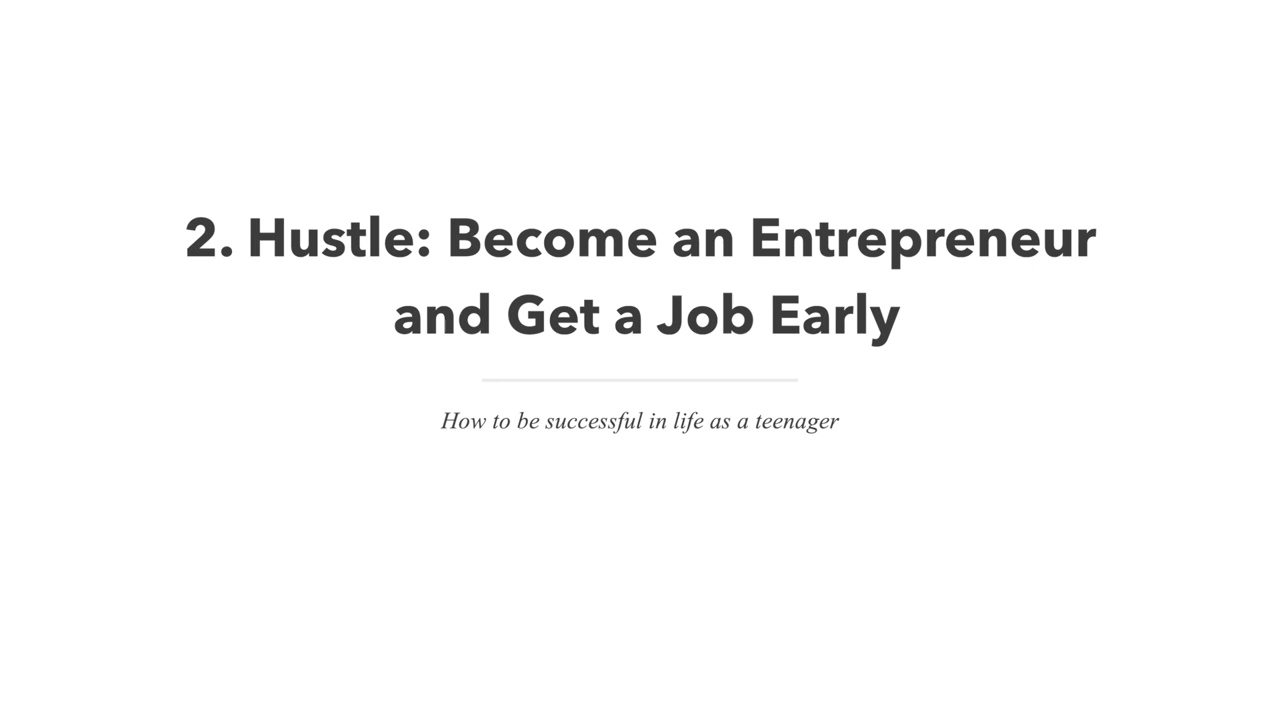 2. Hustle: Become an Entrepreneur
and Get a Job Early
How to be successful in life as a teenager